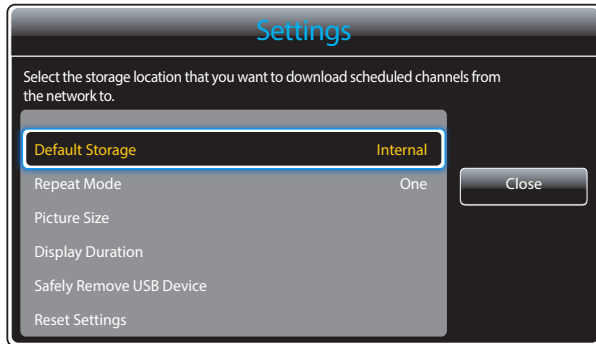 Settings
Select the storage location that you want to download scheduled channels from
the network to.
Default Storage Internal
Repeat Mode One
Close
Picture Size
Display Duration
Safely Remove USB Device
Reset Settings